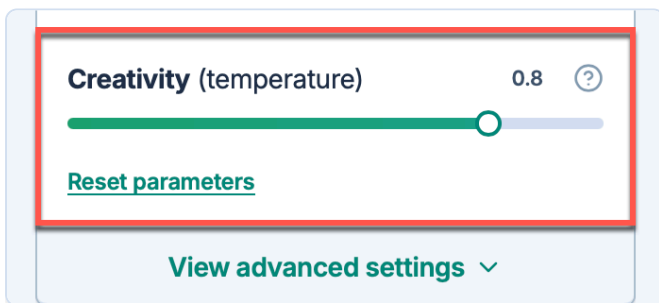 Creativity (temperature) 0.8 ?
Reset parameters
View advanced settings